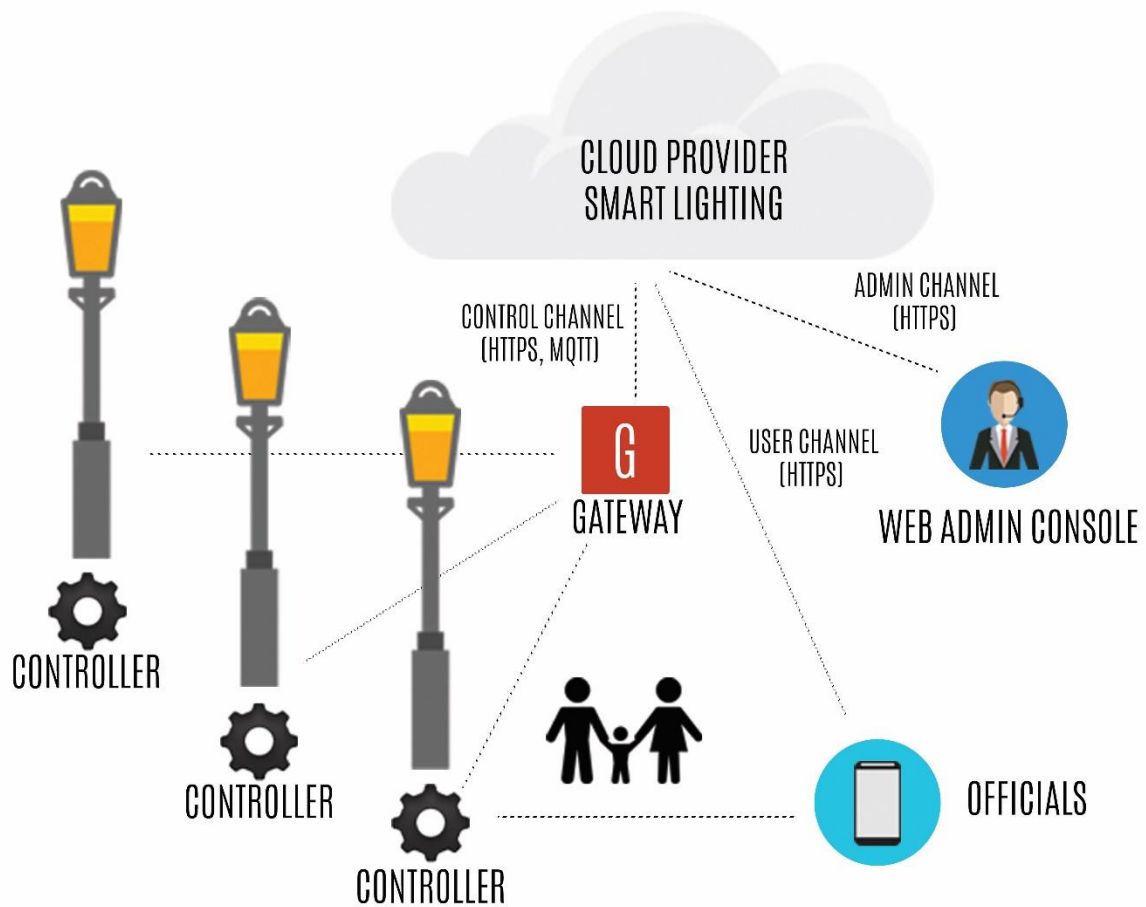 CLOUD PROVIDER
SMART LIGHTING
ADMIN CHANNEL
(HTTPS)
CONTROL CHANNEL
(HTTPS, MQTT)
G
GATEWAY
USER CHANNEL
(HTTPS)
WEB ADMIN CONSOLE
CONTROLLER
CONTROLLER
OFFICIALS
CONTROLLER